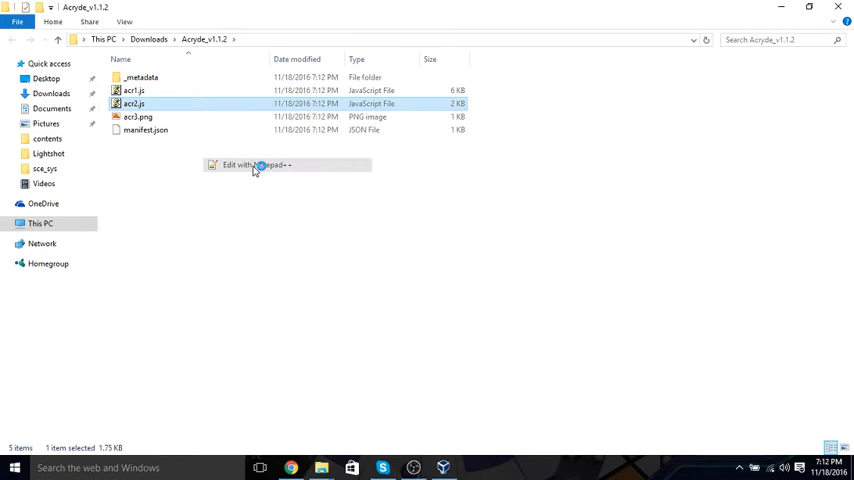 Acryde_v1.1.2
File Home Share View
This PC Downloads Acryde_v1.1.2
Search Acryde_v1.1.2
Name Date modified Type Size
Quick access
Desktop
Downloads
Documents
Pictures
contents
Lightshot
sce_sys
Videos
OneDrive
This PC
Network
Homegroup
_metadata 11/18/2016 7:12 PM File folder
acr1.js 11/18/2016 7:12 PM JavaScript File 6 KB
acr2.js 11/18/2016 7:12 PM JavaScript File 2 KB
acr3.png 11/18/2016 7:12 PM PNG image 1 KB
manifest.json 11/18/2016 7:12 PM JSON File 1 KB
Edit with Notepad++
5 items 1 item selected 1.75 KB
Search the web and Windows
7:12 PM
11/18/2016